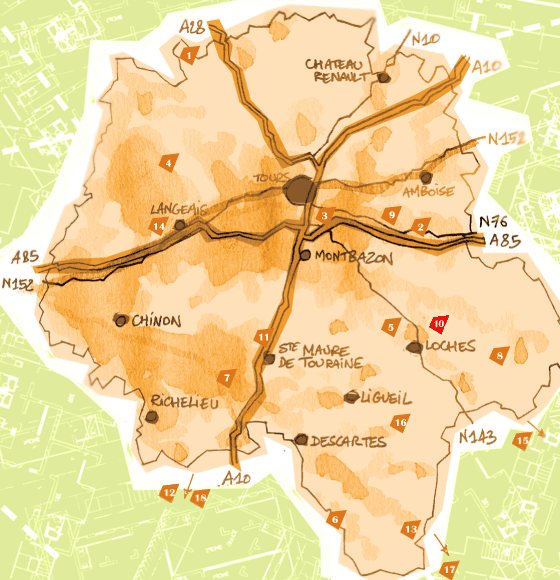 A28
N10
1
CHATEAU
RENAULT
A10
N152
4
TOURS
AMBOISE
LANGEAIS
14
3
9
2
N76
A85
A85
MONTBAZON
N152
CHINON
5
10
11
LOCHES
STE MAURE
DE TOURAINE
8
7
LIGUEIL
RICHELIEU
16
DESCARTES
N143
15
A10
12
18
6
13
17